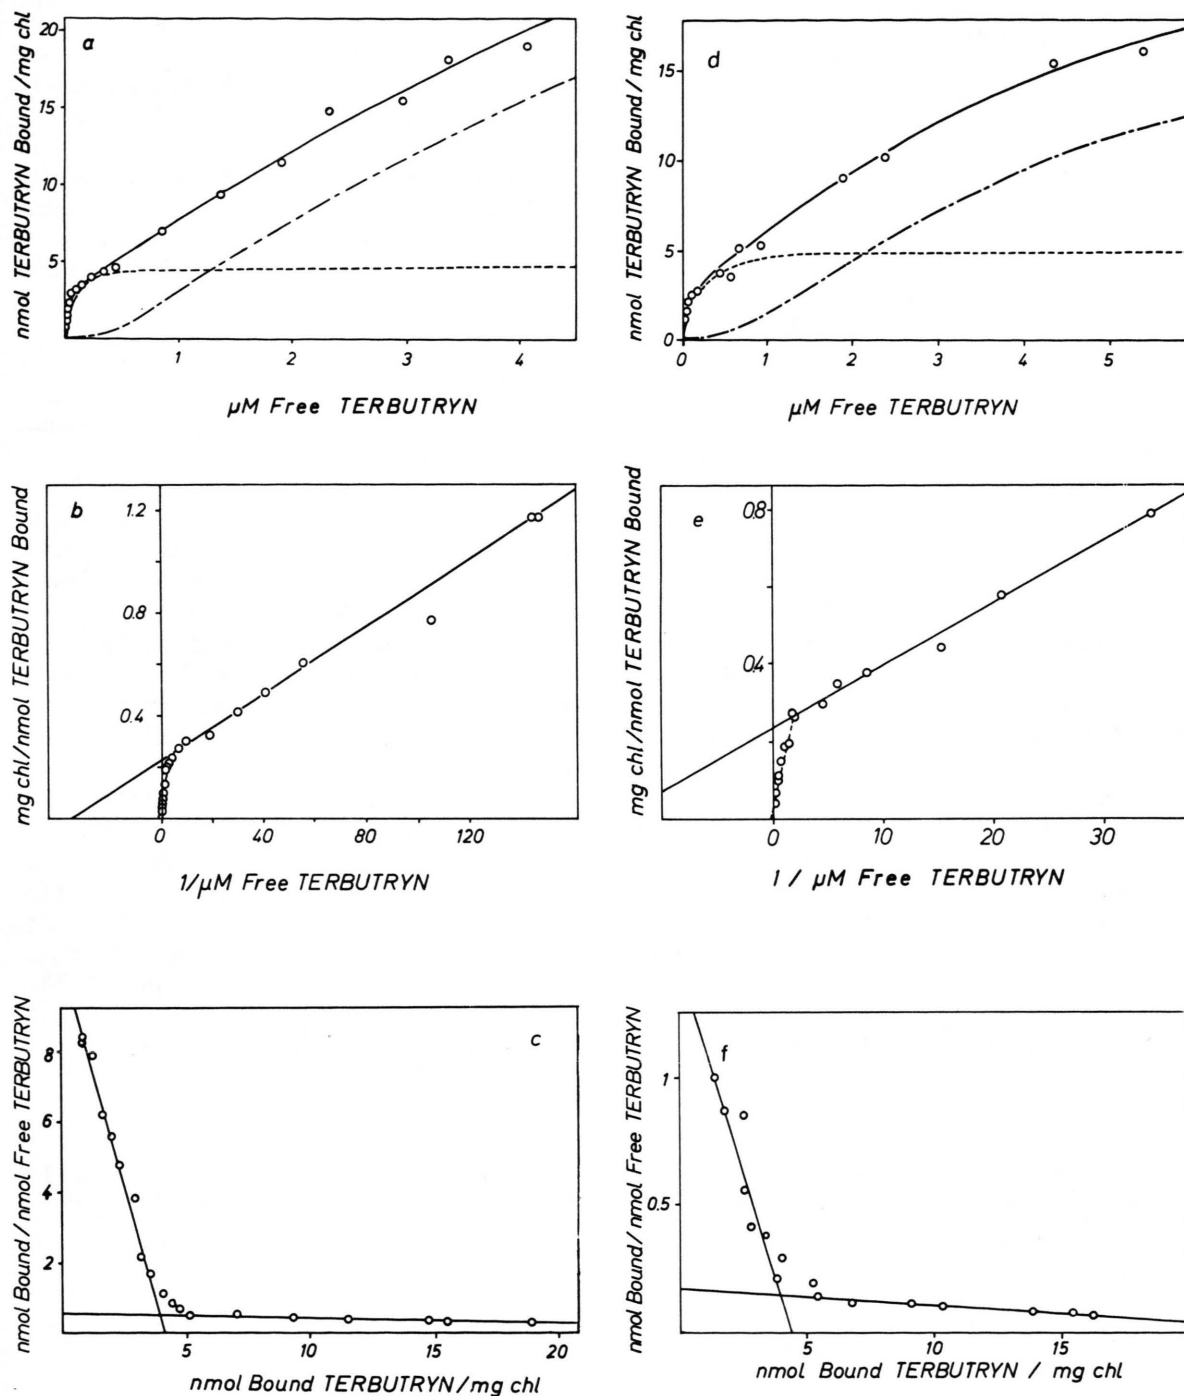 a
nmol TERBUTRYN Bound/mg chl
20
15
10
5
1 2 3 4
µM Free TERBUTRYN
d
nmol TERBUTRYN Bound/mg chl
15
10
5
0
0 1 2 3 4 5
µM Free TERBUTRYN
b
mg chl/nmol TERBUTRYN Bound
1.2
0.8
0.4
0 40 80 120
1/µM Free TERBUTRYN
e
mg chl/nmol TERBUTRYN Bound
0.8
0.4
0 10 20 30
1 / µM Free TERBUTRYN
c
nmol Bound/nmol Free TERBUTRYN
8
6
4
2
5 10 15 20
nmol Bound TERBUTRYN/mg chl
f
nmol Bound/nmol Free TERBUTRYN
1
0.5
5 10 15
nmol Bound TERBUTRYN / mg chl